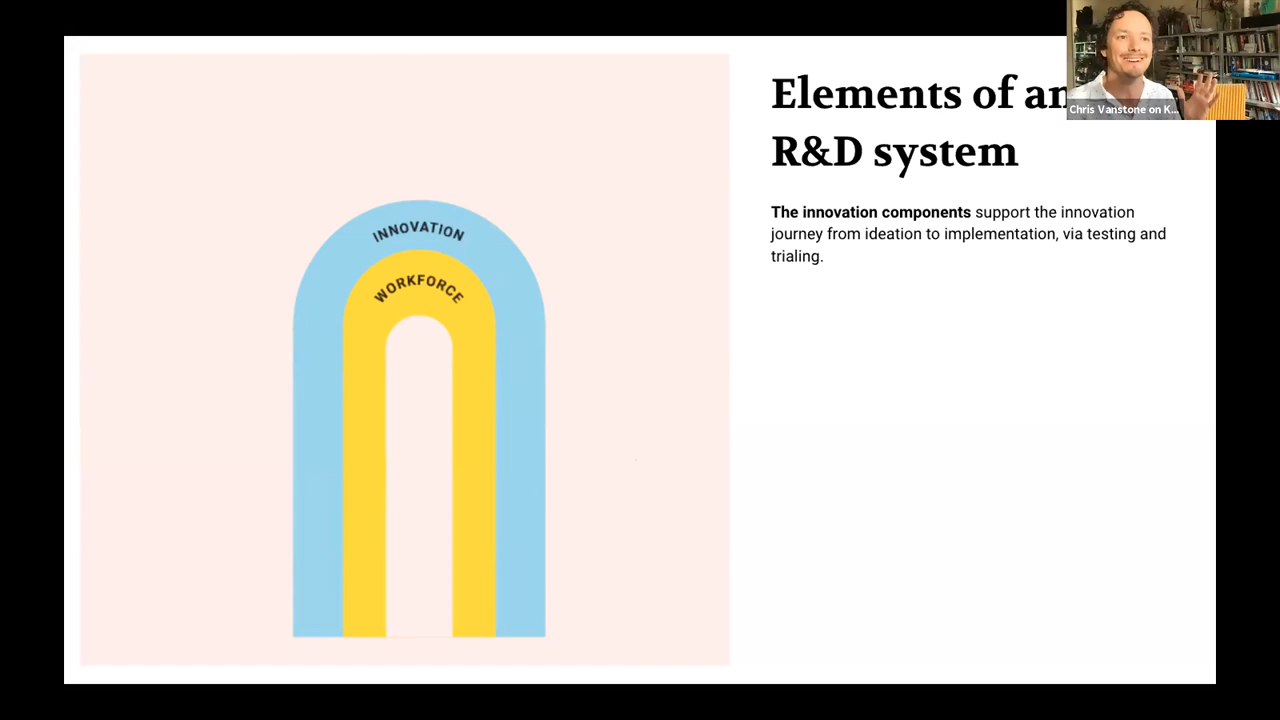 Elements of an
R&D system
The innovation components support the innovation
journey from ideation to implementation, via testing and
trialing.
INNOVATION
WORKFORCE
Chris Vanstone on K...